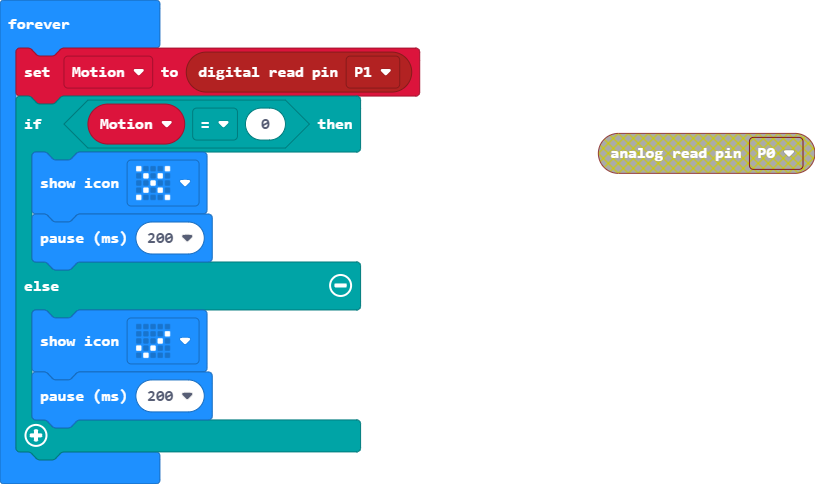 forever
set Motion to digital read pin P1
if Motion = 0 then
analog read pin P0
show icon
pause (ms) 200
else
show icon
pause (ms) 200